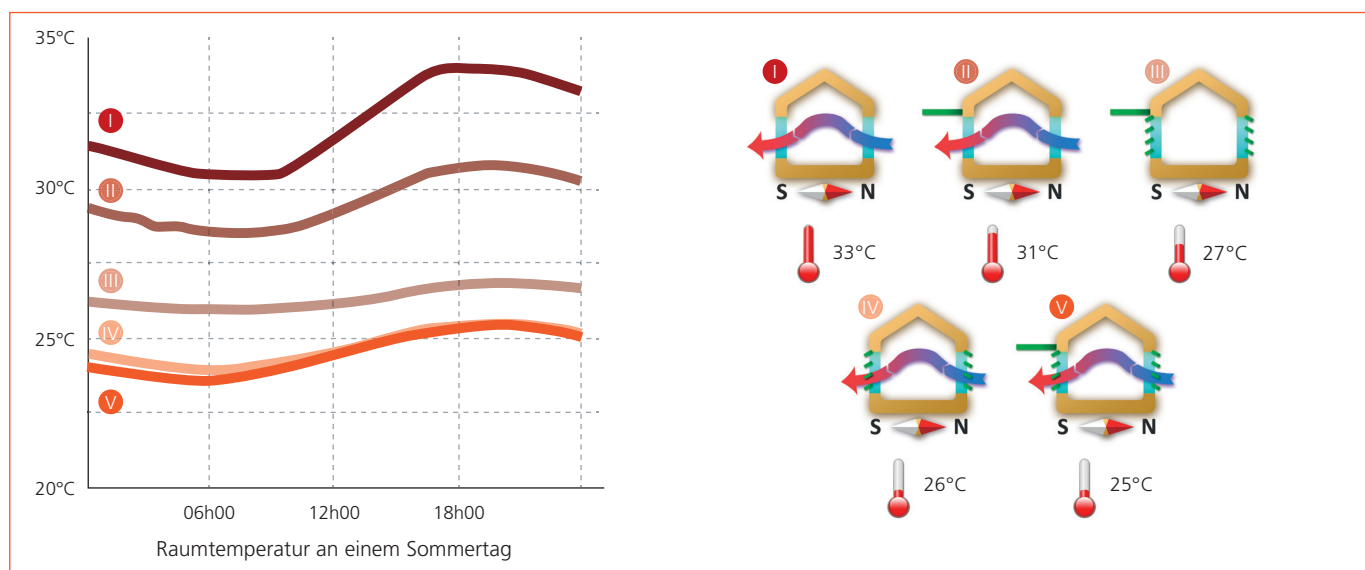 35°C
30°C
25°C
20°C
I
II
III
IV
V
06h00 12h00 18h00
Raumtemperatur an einem Sommertag
I II III
S N S N S N
33°C 31°C 27°C
IV V
S N S N
26°C 25°C